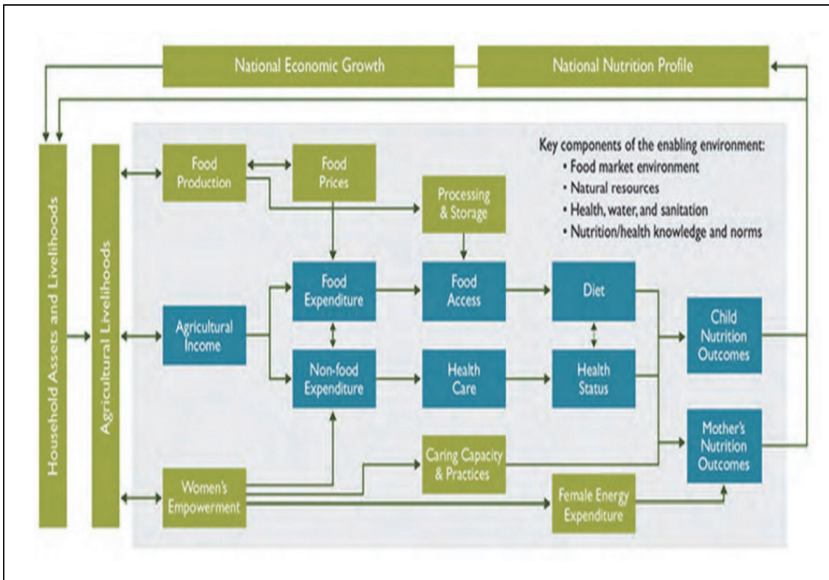 National Economic Growth
National Nutrition Profile
Household Assets and Livelihoods
Agricultural Livelihoods
Food
Production
Food
Prices
Processing
& Storage
Key components of the enabling environment:
• Food market environment
• Natural resources
• Health, water, and sanitation
• Nutrition/health knowledge and norms
Agricultural
Income
Food
Expenditure
Food
Access
Diet
Non-food
Expenditure
Health
Care
Health
Status
Child
Nutrition
Outcomes
Mother's
Nutrition
Outcomes
Women's
Empowerment
Caring Capacity
& Practices
Female Energy
Expenditure